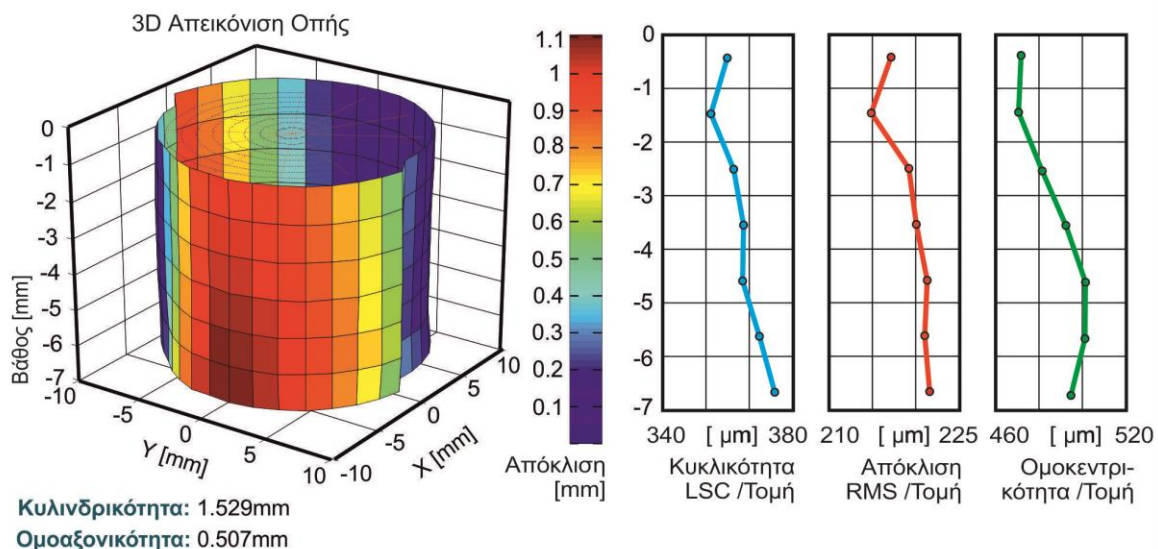 3D Απεικόνιση Οπής
0
-1
-2
-3
-4
-5
-6
-7
Βάθος [mm]
-10
-5
0
5
10
Y [mm]
-10
-5
0
5
10
X [mm]
1.1
1
0.9
0.8
0.7
0.6
0.5
0.4
0.3
0.2
0.1
Απόκλιση
[mm]
0
-1
-2
-3
-4
-5
-6
-7
340 [ μm] 380
Κυκλικότητα
LSC /Τομή
210 [ μm] 225
Απόκλιση
RMS /Τομή
460 [ μm] 520
Ομοκεντρι-
κότητα /Τομή
Κυλινδρικότητα: 1.529mm
Ομοαξονικότητα: 0.507mm